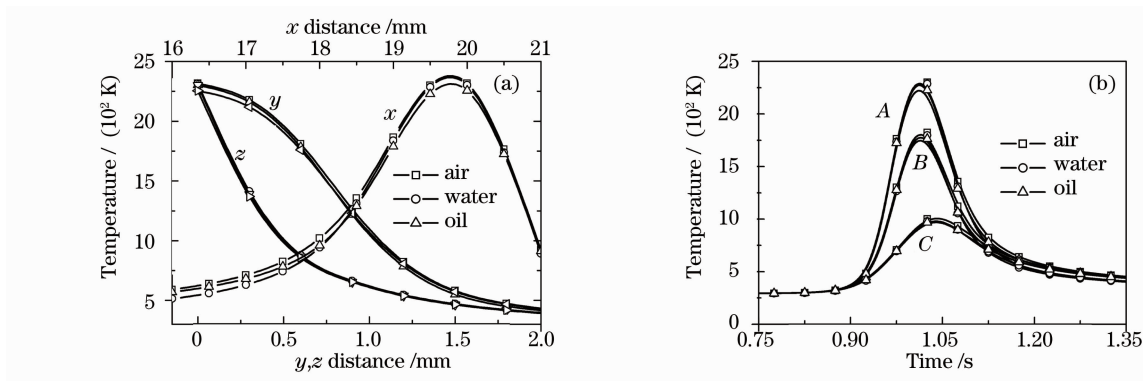 x distance /mm
16 17 18 19 20 21
25
20
15
10
5
Temperature / (10² K)
(a)
y
x
z
air
water
oil
0 0.5 1.0 1.5 2.0
y,z distance /mm
25
20
15
10
5
0
Temperature / (10² K)
(b)
A
B
C
air
water
oil
0.75 0.90 1.05 1.20 1.35
Time /s